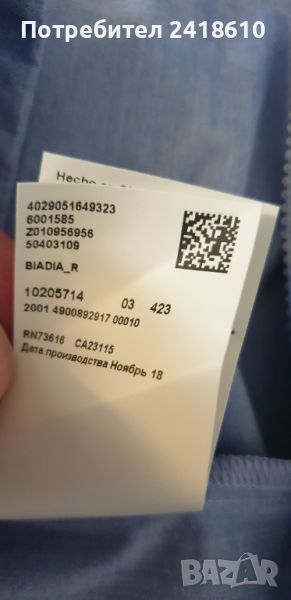 Потребител 2418610
Hecho
4029051649323
6001585
Z010956956
50403109
BIADIA_R
10205714 03 423
2001 4900892917 00010
RN73616 CA23115
Дата производства Ноябрь 18
BAZAR